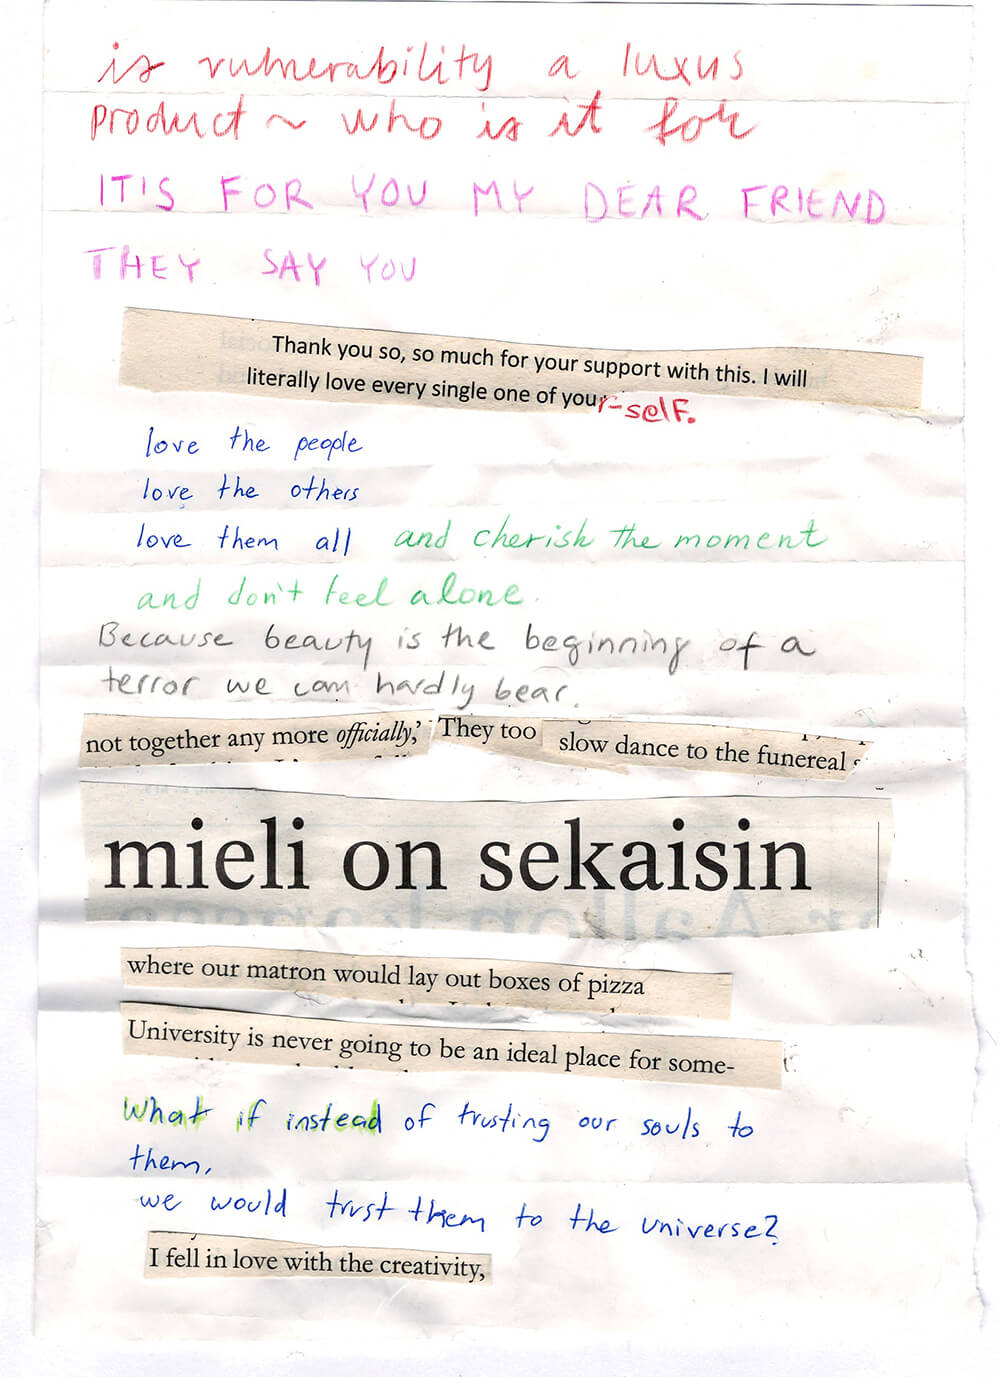 is vulnerability a luxus
product ~ who is it for
IT'S FOR YOU MY DEAR FRIEND
THEY SAY YOU
Thank you so, so much for your support with this. I will
literally love every single one of your-self.
love the people
love the others
love them all and cherish the moment
and don't feel alone.
Because beauty is the beginning of a
terror we can hardly bear.
not together any more officially,' They too slow dance to the funereal
mieli on sekaisin
where our matron would lay out boxes of pizza
University is never going to be an ideal place for some-
What if instead of trusting our souls to
them,
we would trust them to the universe?
I fell in love with the creativity,